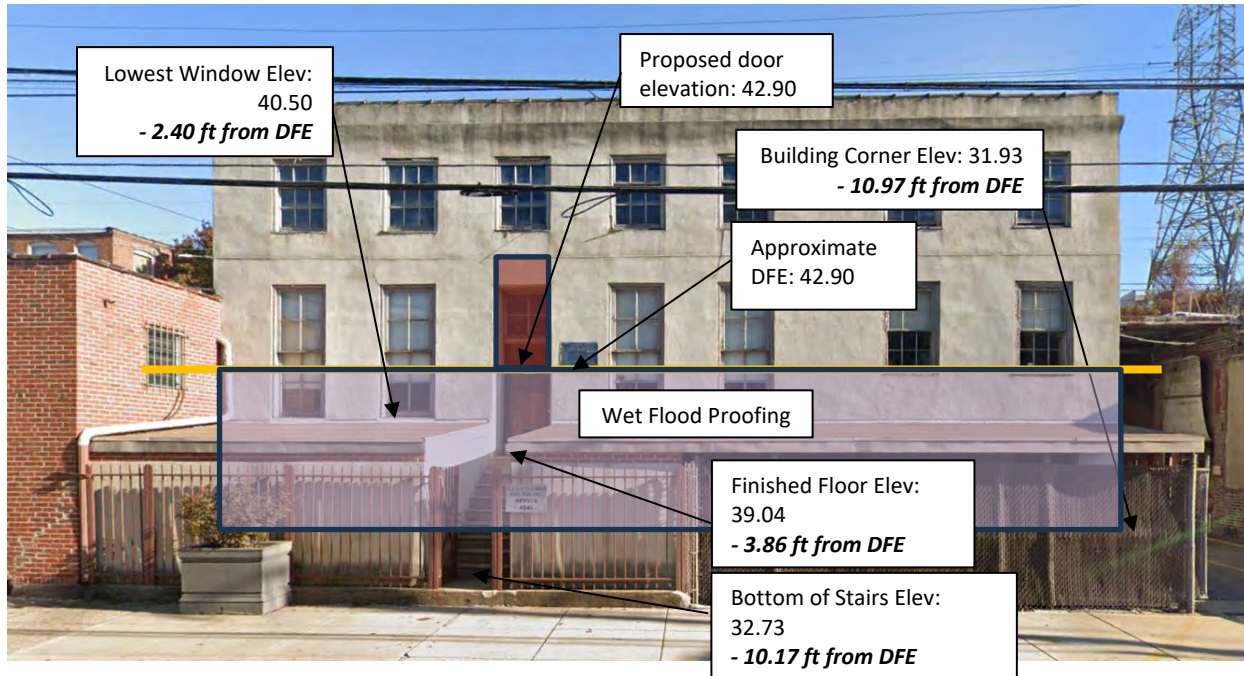 Lowest Window Elev:
40.50
- 2.40 ft from DFE
Proposed door
elevation: 42.90
Building Corner Elev: 31.93
- 10.97 ft from DFE
Approximate
DFE: 42.90
Wet Flood Proofing
Finished Floor Elev:
39.04
- 3.86 ft from DFE
Bottom of Stairs Elev:
32.73
- 10.17 ft from DFE